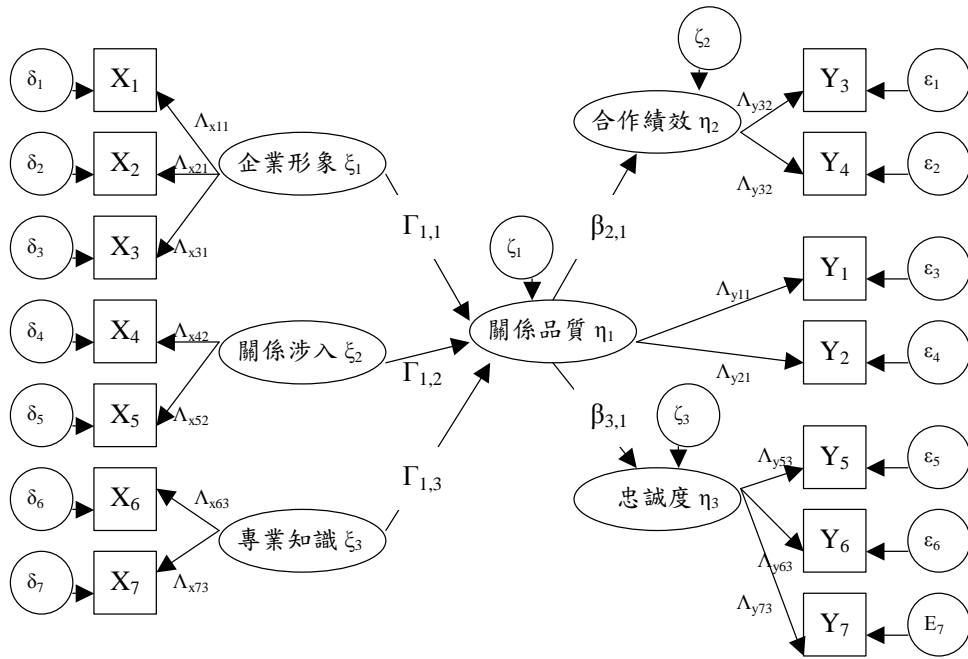 ζ2
δ1
X1
Y3
ε1
Λx11
Λy32
合作績效 η2
δ2
X2
Λx21
企業形象 ξ1
Y4
ε2
Λy32
Γ1,1
β2,1
δ3
X3
Λx31
ζ1
Y1
ε3
Λy11
δ4
X4
Λx42
關係涉入 ξ2
關係品質 η1
Γ1,2
Y2
ε4
Λy21
δ5
X5
Λx52
β3,1
ζ3
Λy53
Y5
ε5
Γ1,3
δ6
X6
Λx63
忠誠度 η3
專業知識 ξ3
Y6
ε6
Λy63
δ7
X7
Λx73
Λy73
Y7
E7